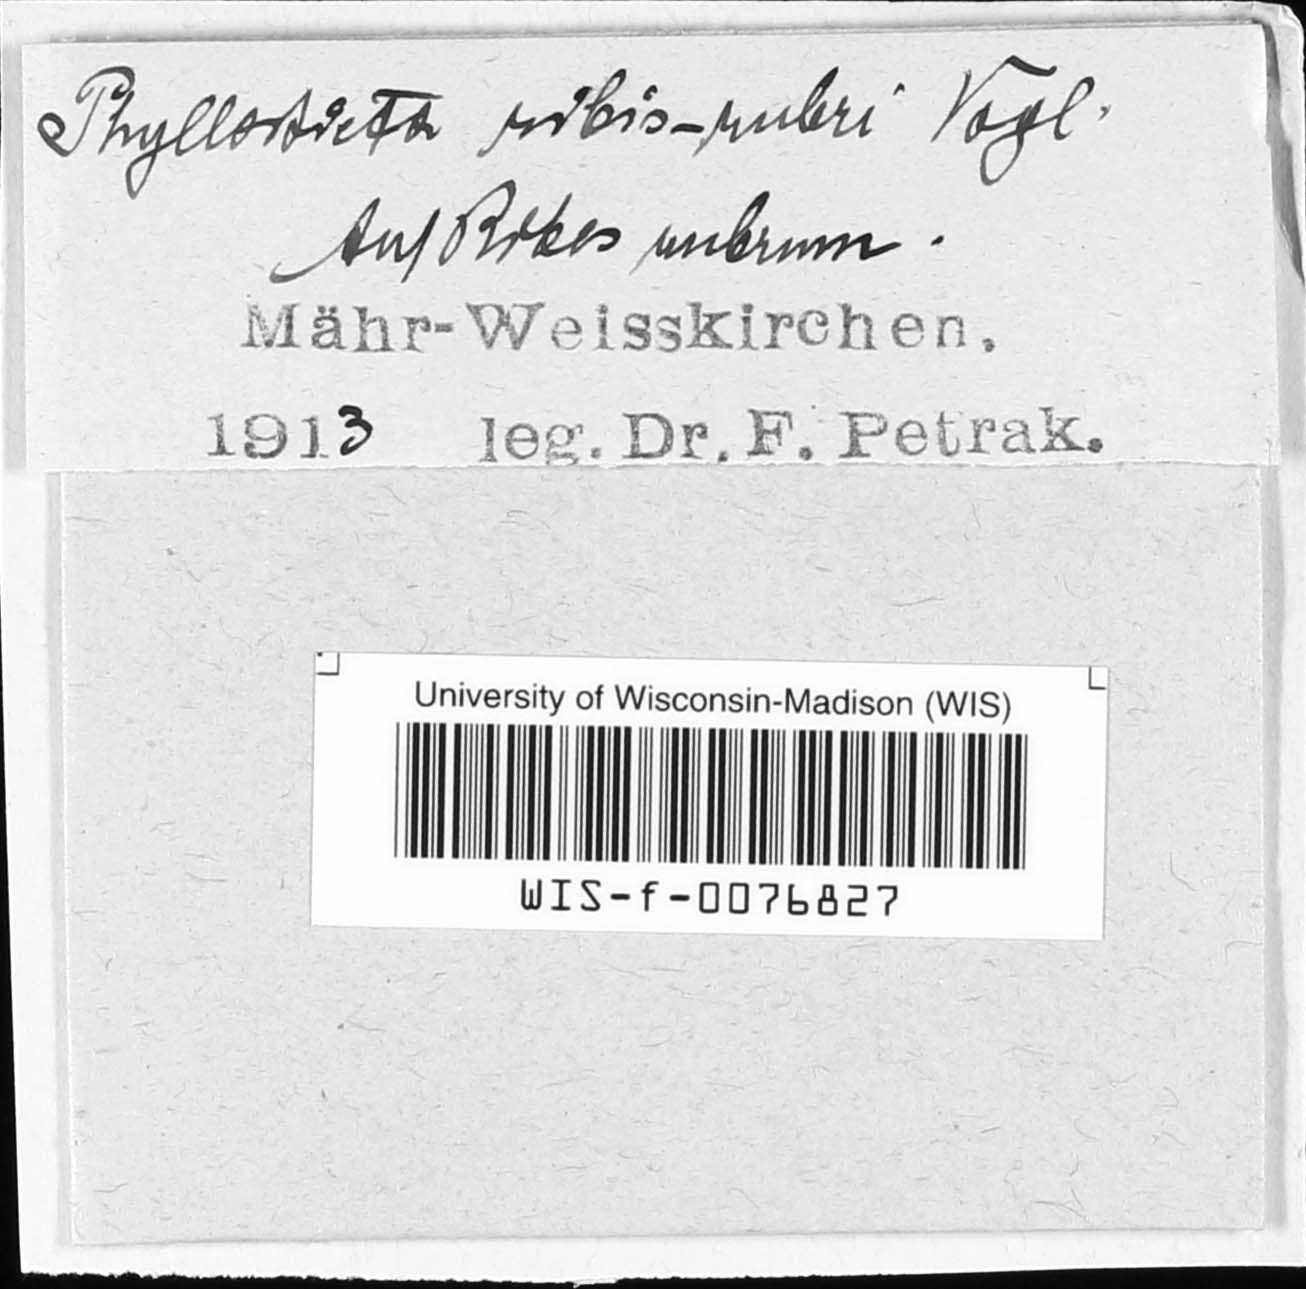 Phyllosticta ribis-rubri Vogl.
Auf Ribes rubrum.
Mähr-Weisskirchen.
1913 leg. Dr. F. Petrak.
University of Wisconsin-Madison (WIS)
WIS-f-0076827